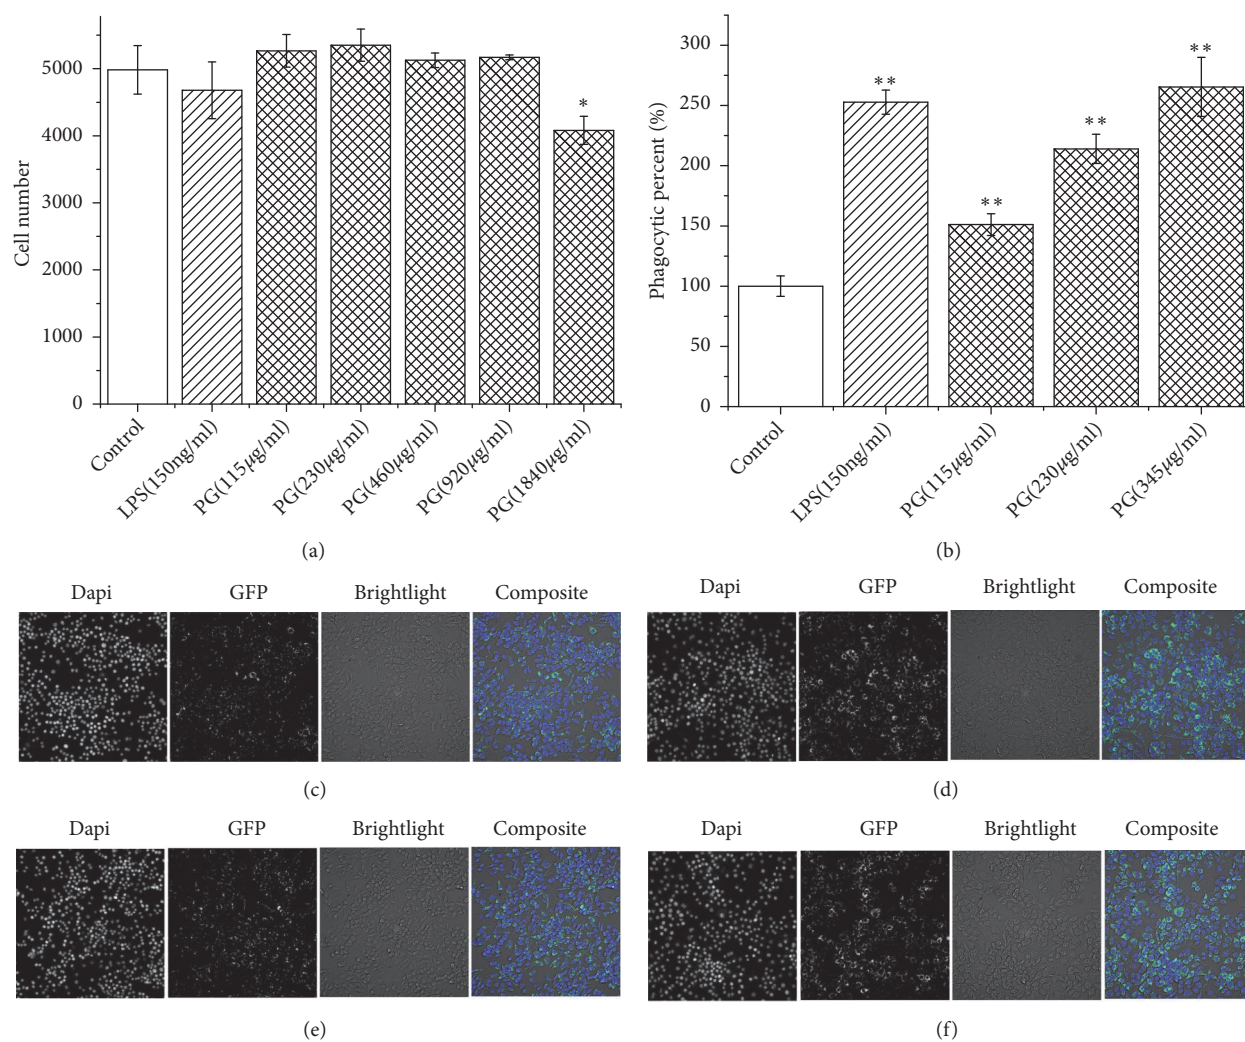 Cell number
5000
4000
3000
2000
1000
0
*
Control
LPS(150ng/ml)
PG(115μg/ml)
PG(230μg/ml)
PG(460μg/ml)
PG(920μg/ml)
PG(1840μg/ml)
(a)
Phagocytic percent (%)
300
250
200
150
100
50
0
**
**
**
**
Control
LPS(150ng/ml)
PG(115μg/ml)
PG(230μg/ml)
PG(345μg/ml)
(b)
Dapi GFP Brightlight Composite
(c)
Dapi GFP Brightlight Composite
(d)
Dapi GFP Brightlight Composite
(e)
Dapi GFP Brightlight Composite
(f)